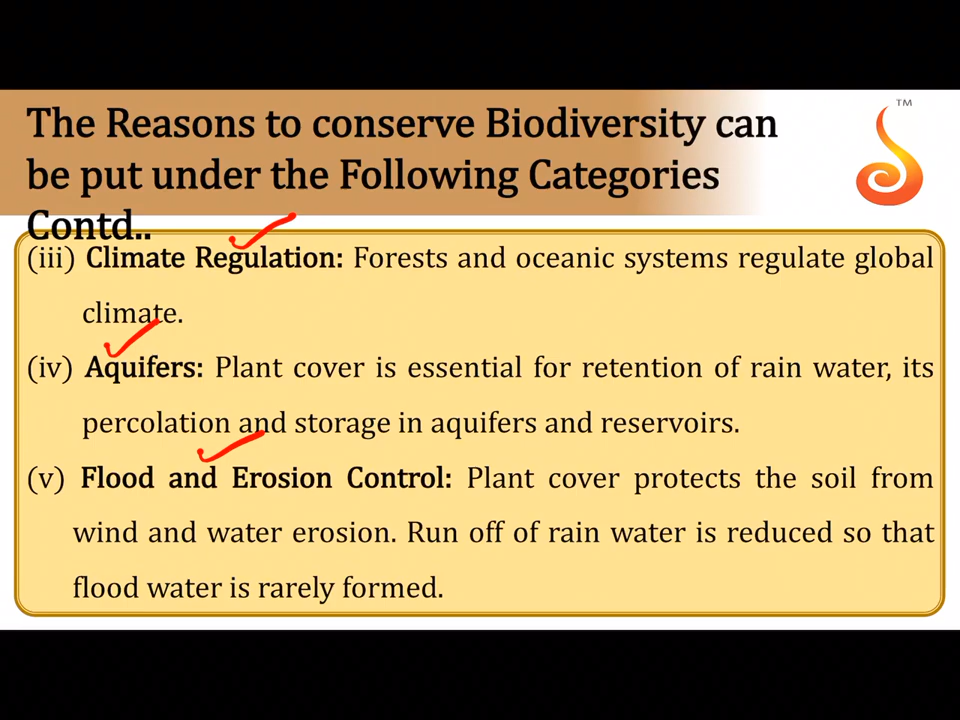 The Reasons to conserve Biodiversity can
be put under the Following Categories
Contd..
TM
(iii) Climate Regulation: Forests and oceanic systems regulate global
climate.
(iv) Aquifers: Plant cover is essential for retention of rain water, its
percolation and storage in aquifers and reservoirs.
(v) Flood and Erosion Control: Plant cover protects the soil from
wind and water erosion. Run off of rain water is reduced so that
flood water is rarely formed.